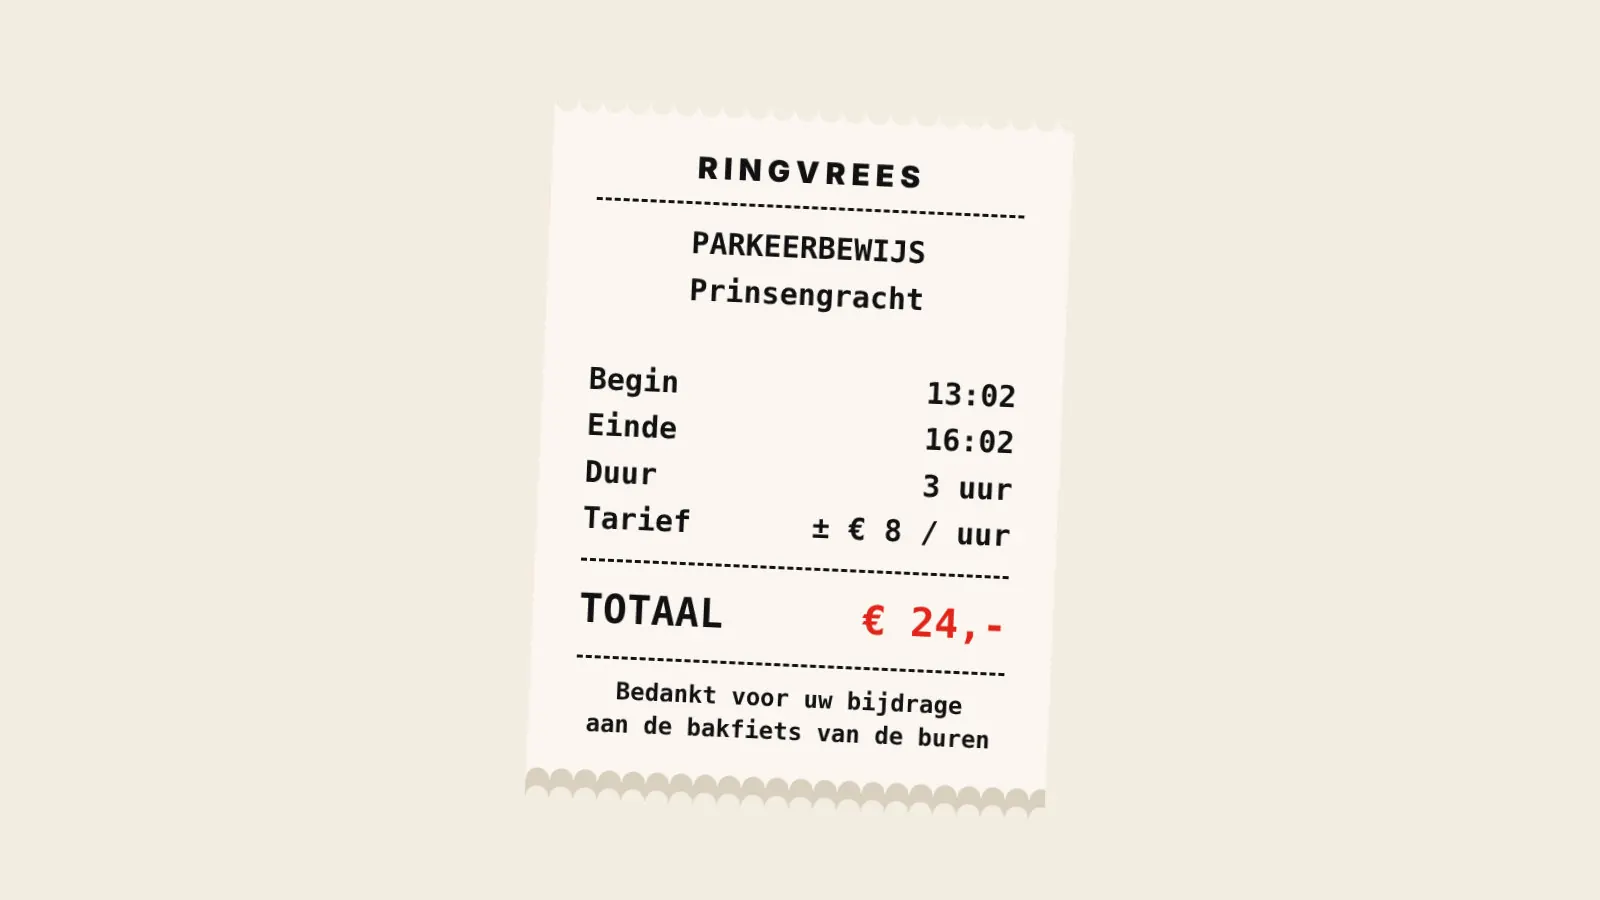 RINGVREES
PARKEERBEWIJS
Prinsengracht
Begin 13:02
Einde 16:02
Duur 3 uur
Tarief ± € 8 / uur
TOTAAL € 24,-
Bedankt voor uw bijdrage
aan de bakfiets van de buren